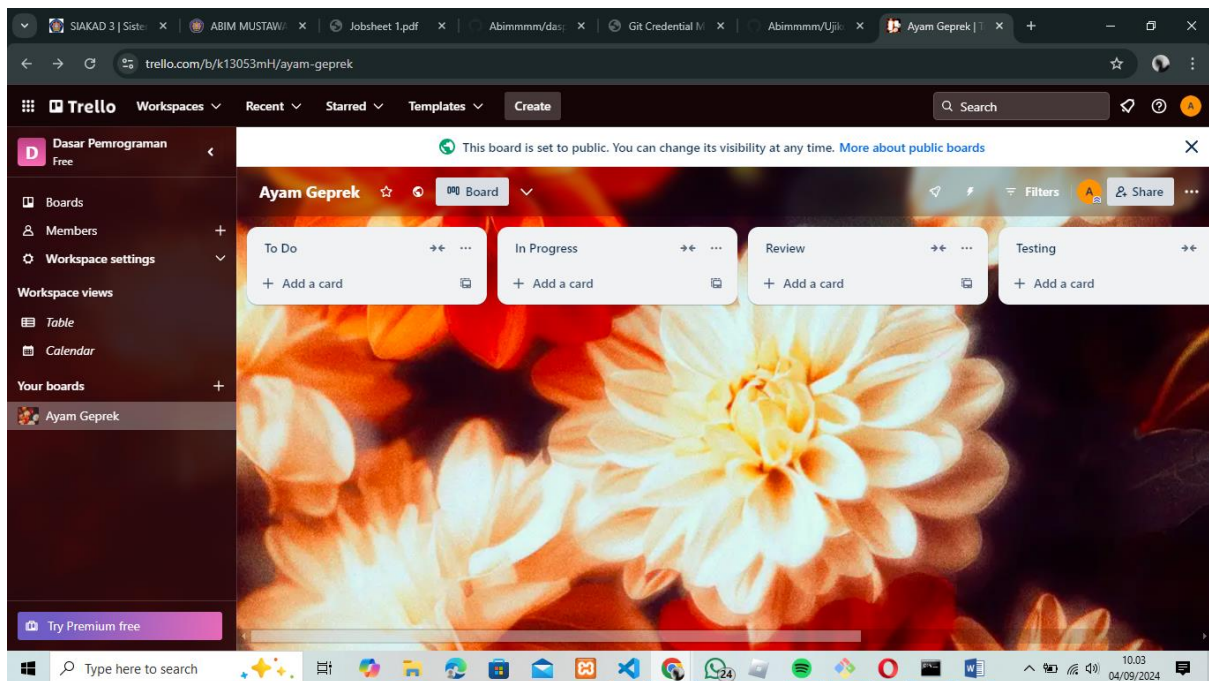 SIAKAD 3 | Siste
ABIM MUSTAWA
Jobsheet 1.pdf
Abimmmm/dasp
Git Credential M
Abimmmm/Ujik
Ayam Geprek | T
trello.com/b/k13053mH/ayam-geprek
Trello Workspaces Recent Starred Templates Create Search A
D Dasar Pemrograman
Free
This board is set to public. You can change its visibility at any time. More about public boards
Ayam Geprek Board Filters A Share
Boards
Members
Workspace settings
Workspace views
Table
Calendar
Your boards
Ayam Geprek
To Do
Add a card
In Progress
Add a card
Review
Add a card
Testing
Add a card
Try Premium free
Type here to search
24
10.03
04/09/2024